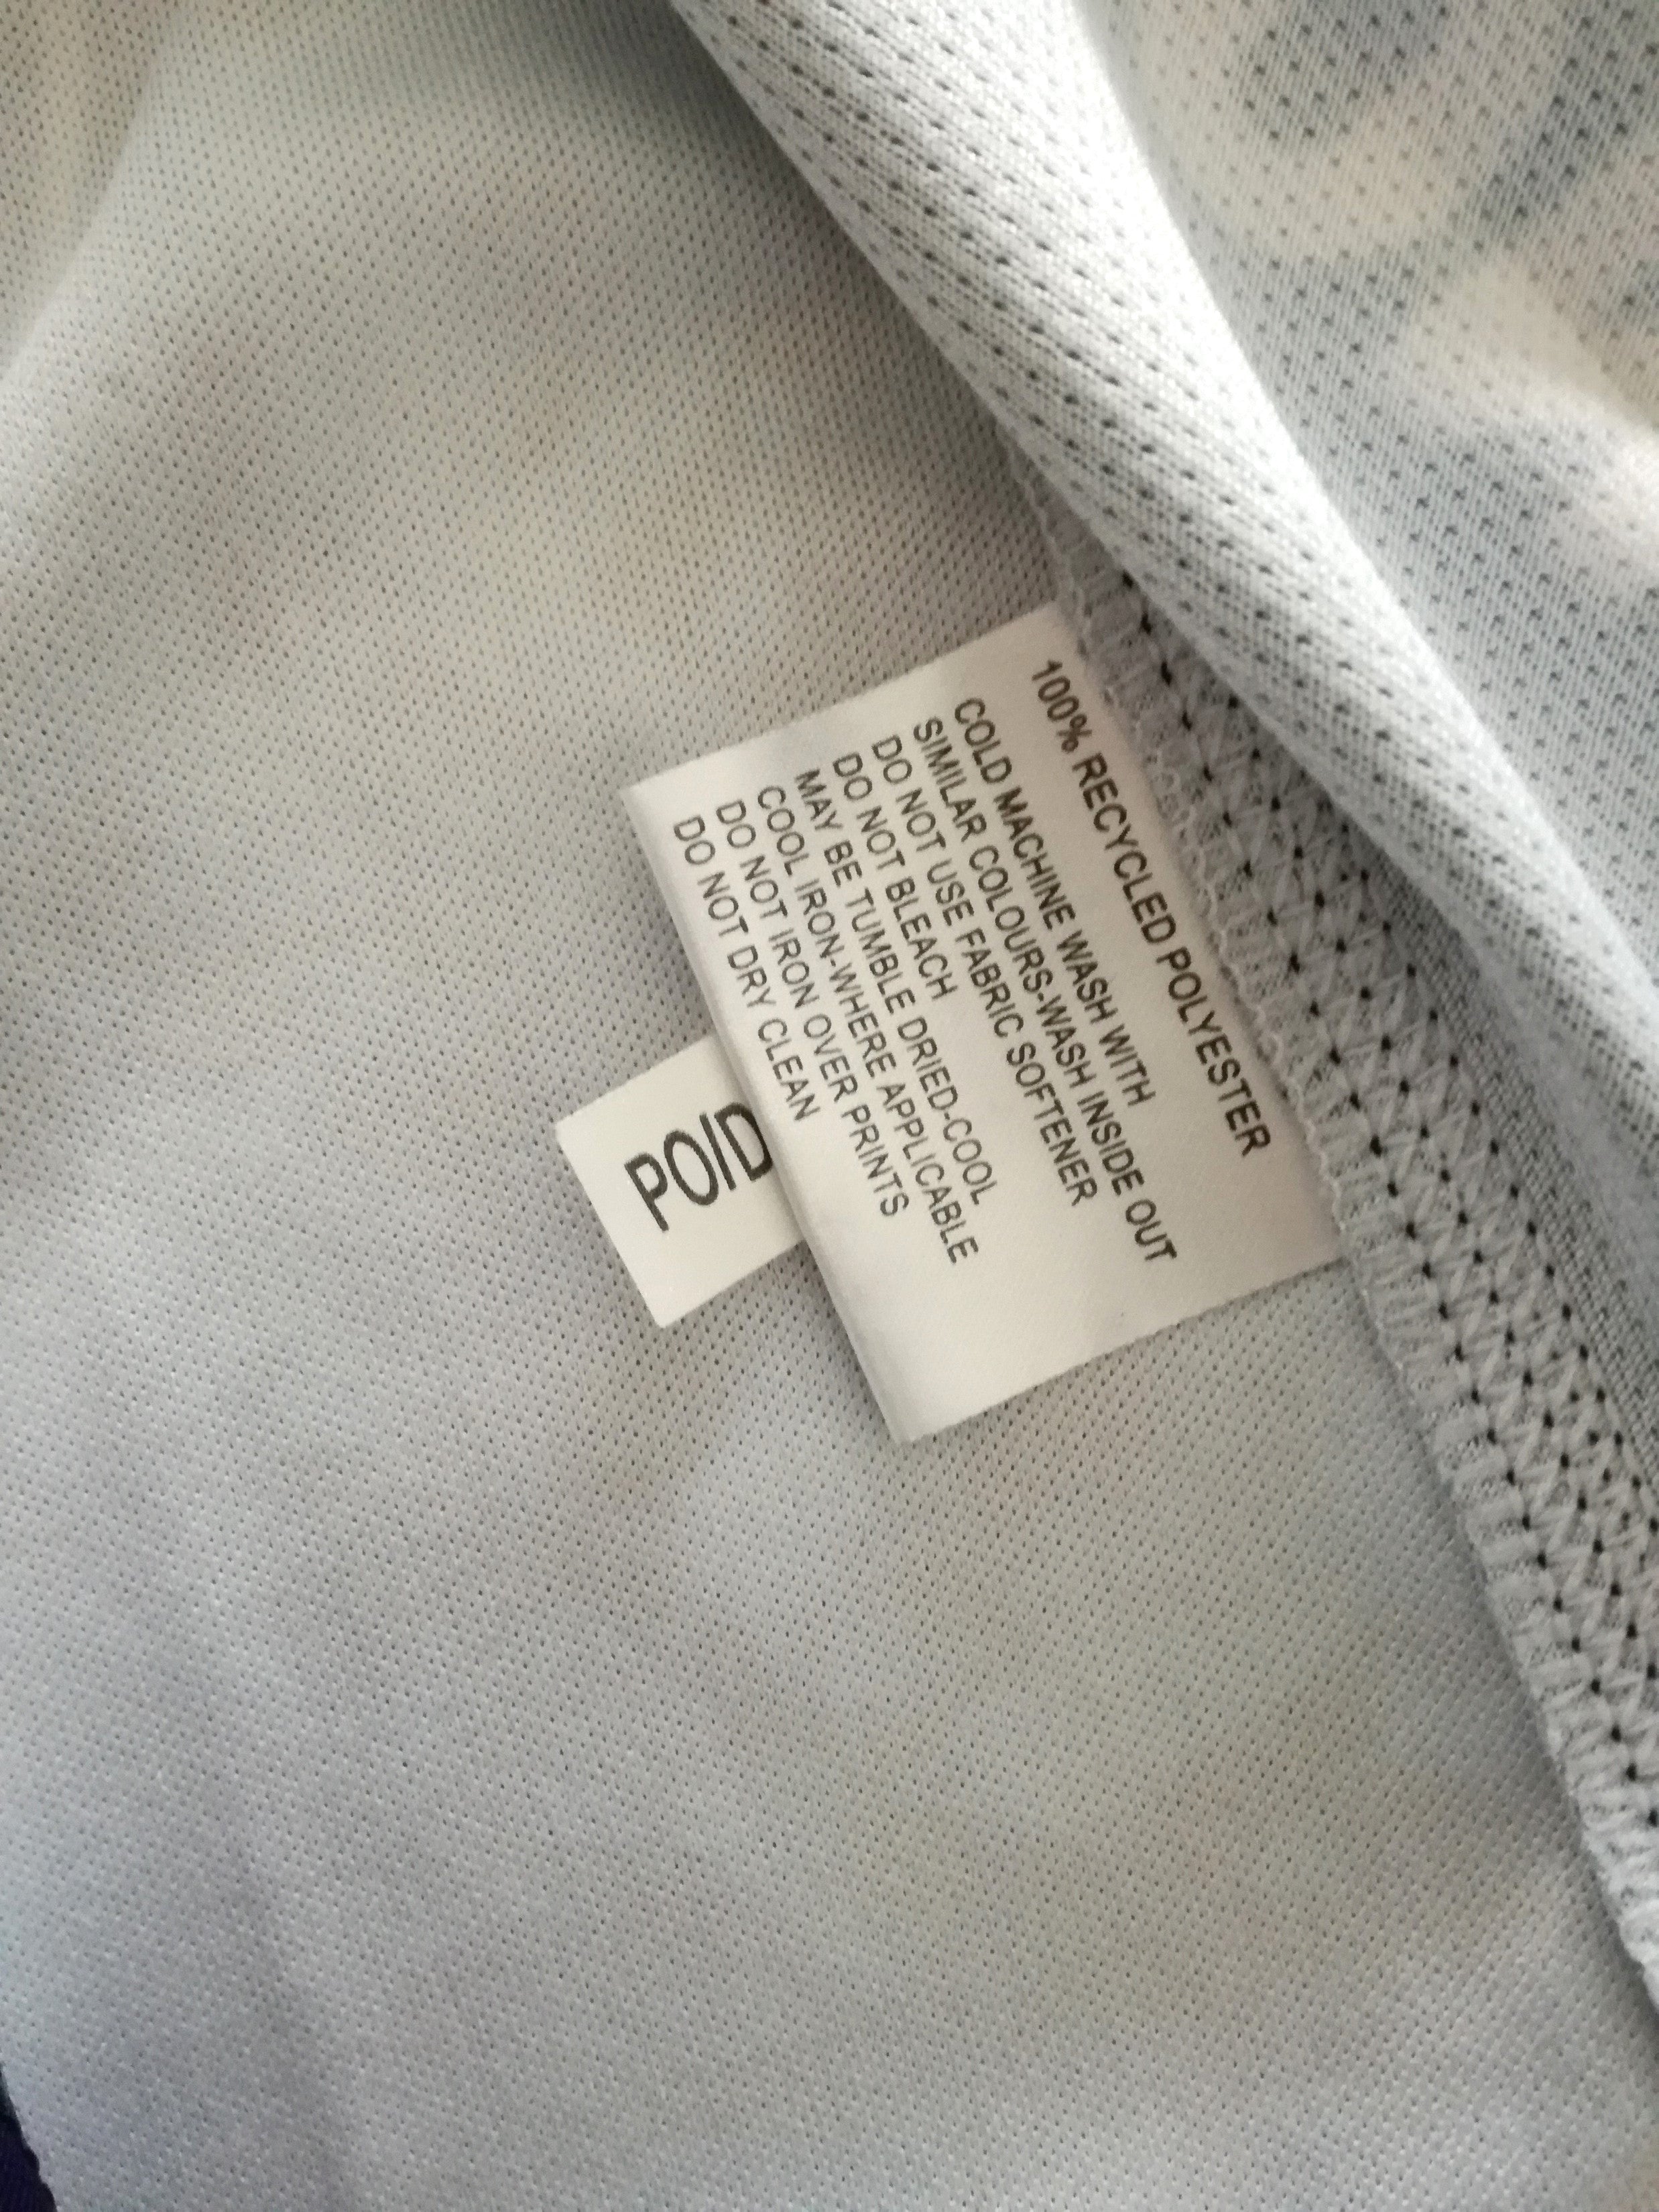 100% RECYCLED POLYESTER
COLD MACHINE WASH WITH
SIMILAR COLOURS-WASH INSIDE OUT
DO NOT USE FABRIC SOFTENER
DO NOT BLEACH
MAY BE TUMBLE DRIED-COOL
COOL IRON-WHERE APPLICABLE
DO NOT IRON OVER PRINTS
DO NOT DRY CLEAN